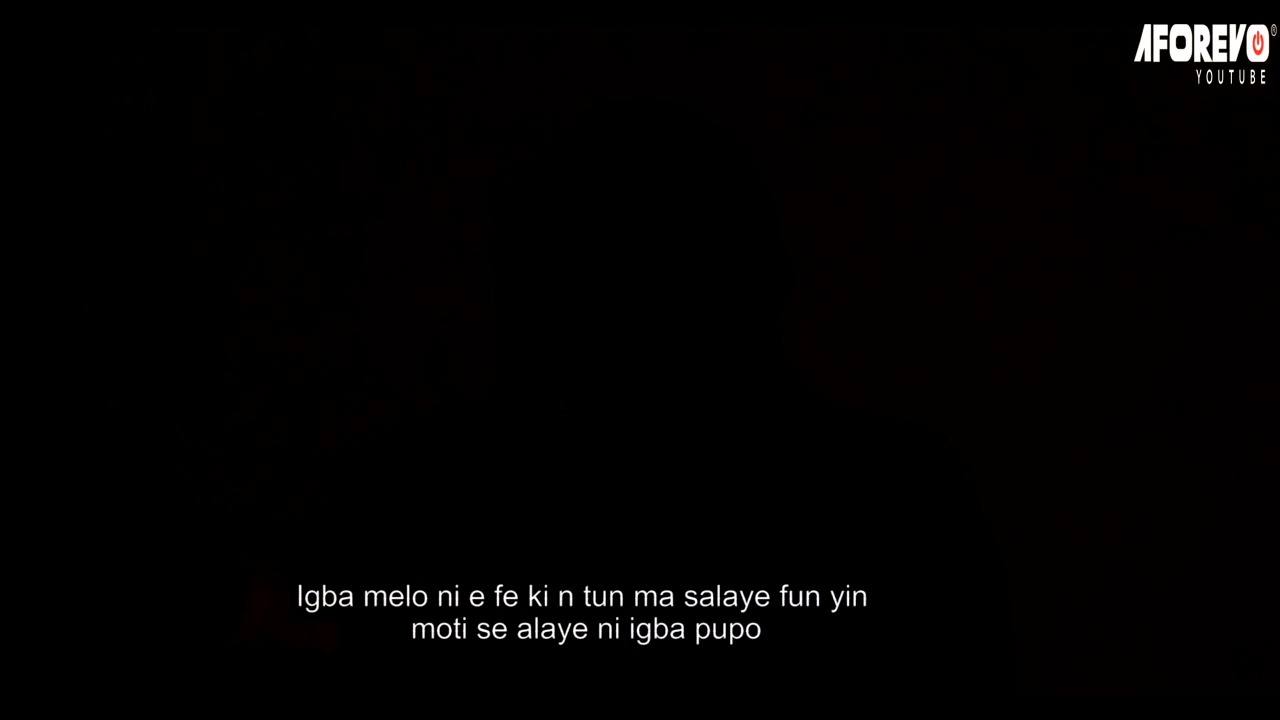 AFOREVO
YOUTUBE
Igba melo ni e fe ki n tun ma salaye fun yin
moti se alaye ni igba pupo